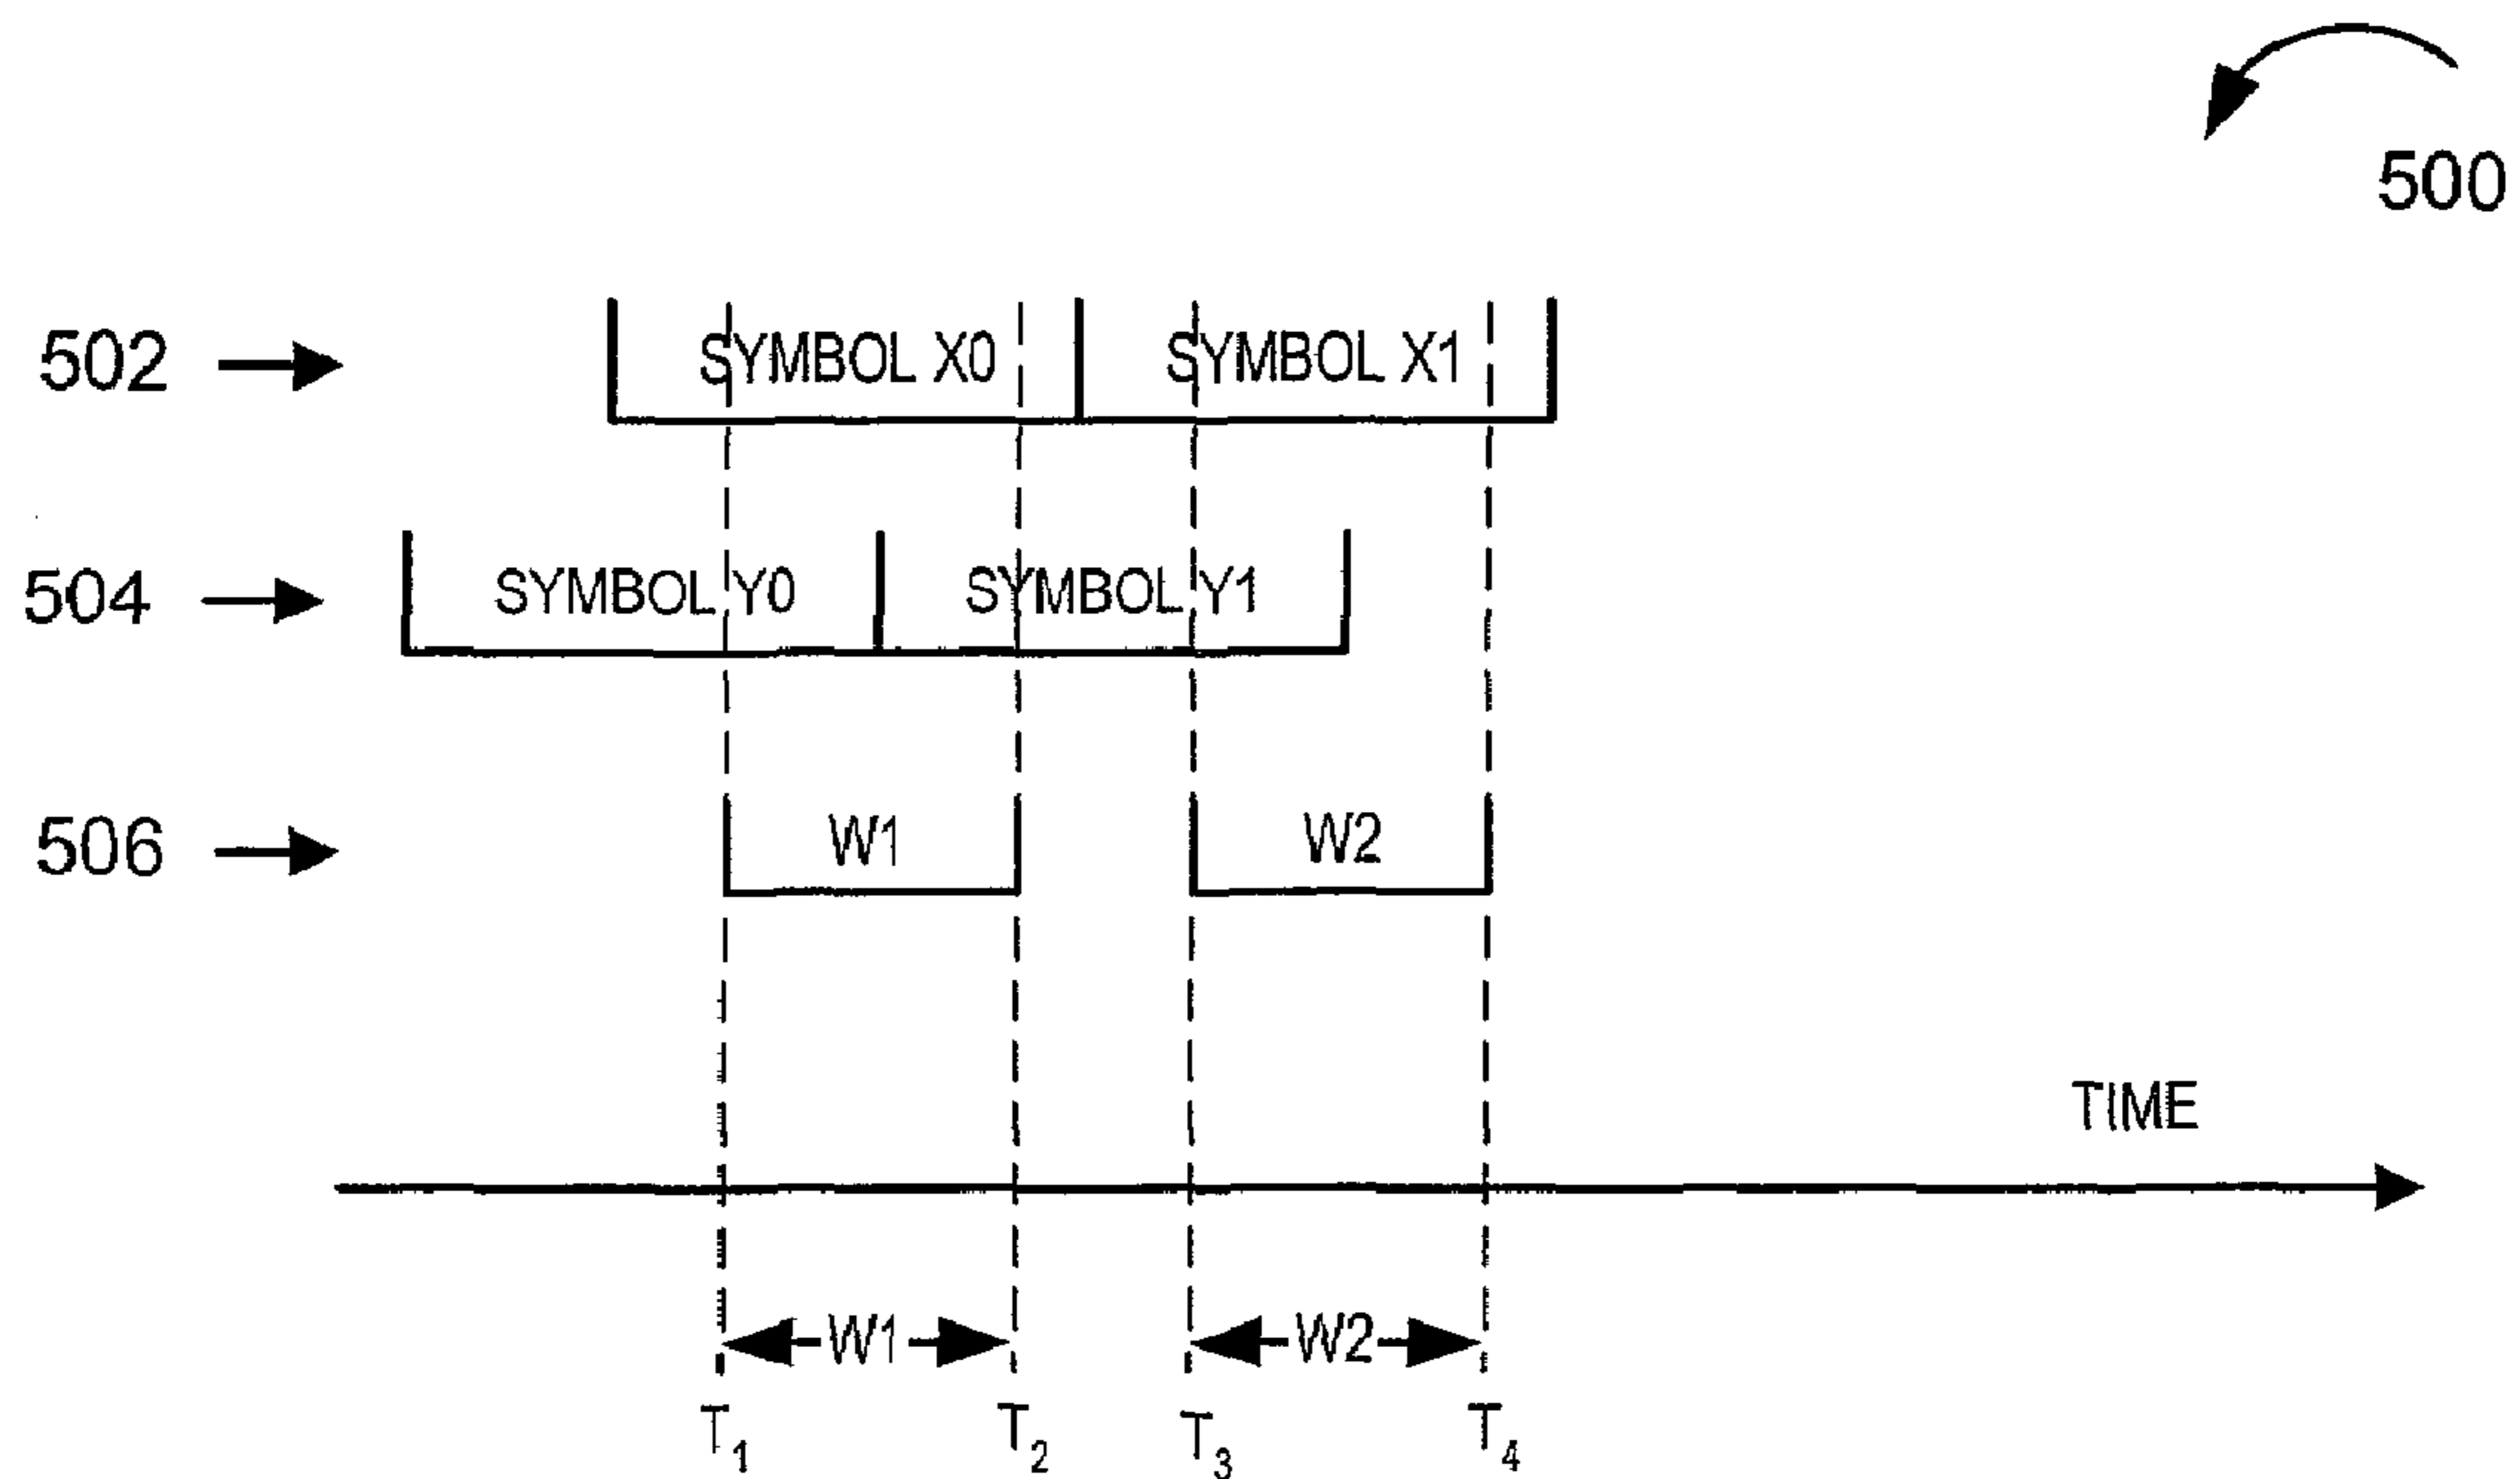 500
502 SYMBOL X0 SYMBOL X1
504 SYMBOL Y0 SYMBOL Y1
506 W1 W2
TIME
W1 W2
T1 T2 T3 T4